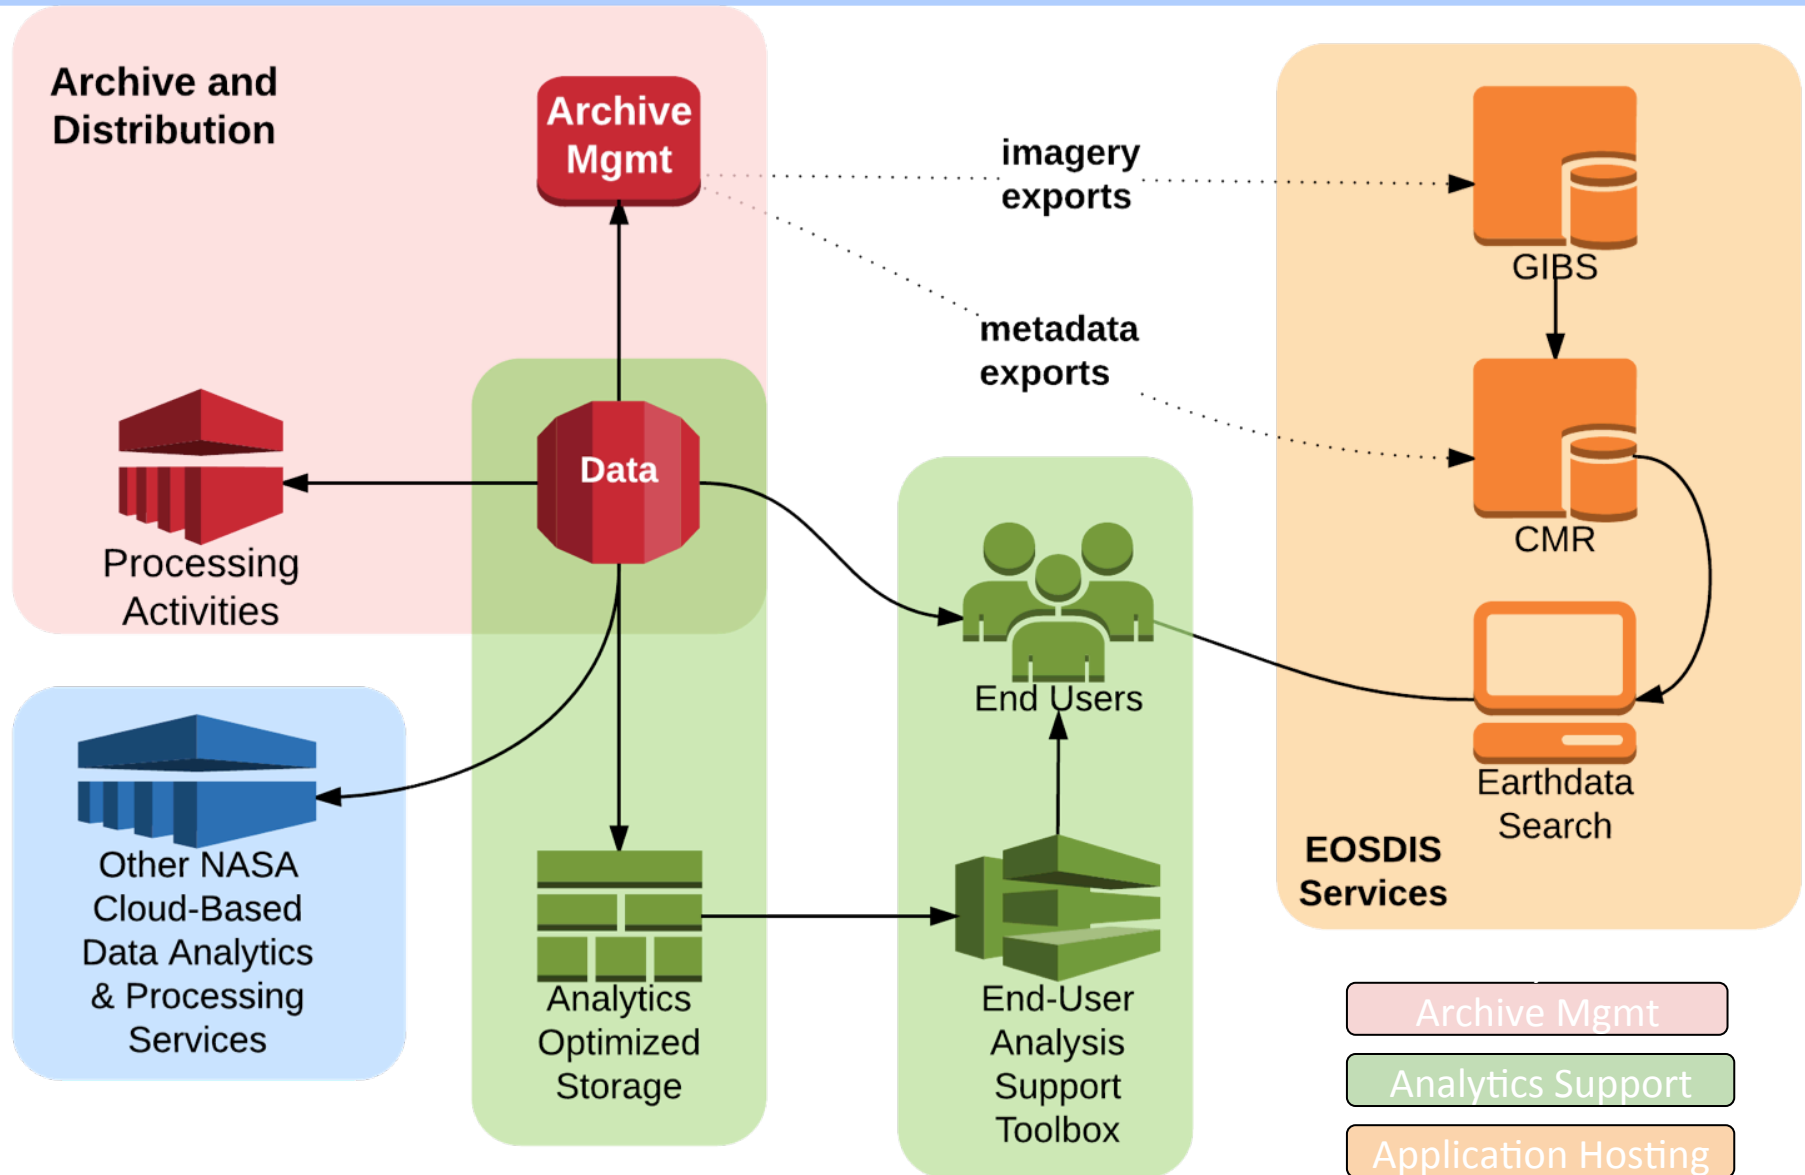 Archive and
Distribution
Archive
Mgmt
imagery
exports
GIBS
metadata
exports
Data
CMR
Processing
Activities
End Users
Earthdata
Search
EOSDIS
Services
Other NASA
Cloud-Based
Data Analytics
& Processing
Services
Analytics
Optimized
Storage
End-User
Analysis
Support
Toolbox
Archive Mgmt
Analytics Support
Application Hosting